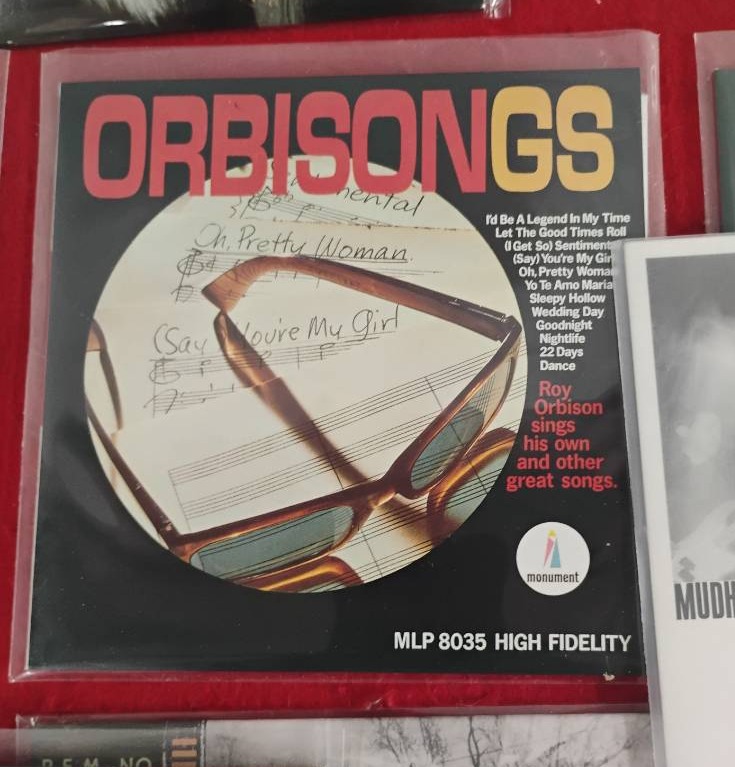 ORBISONGS
Oh, Pretty Woman
(Say You're My Girl
I'd Be A Legend In My Time
Let The Good Times Roll
(I Get So) Sentiment
(Say) You're My Gir
Oh, Pretty Woma
Yo Te Amo Maria
Sleepy Hollow
Wedding Day
Goodnight
Nightlife
22 Days
Dance
Roy
Orbison
sings
his own
and other
great songs.
monument
MLP 8035 HIGH FIDELITY
MUDH
R.E.M. NO